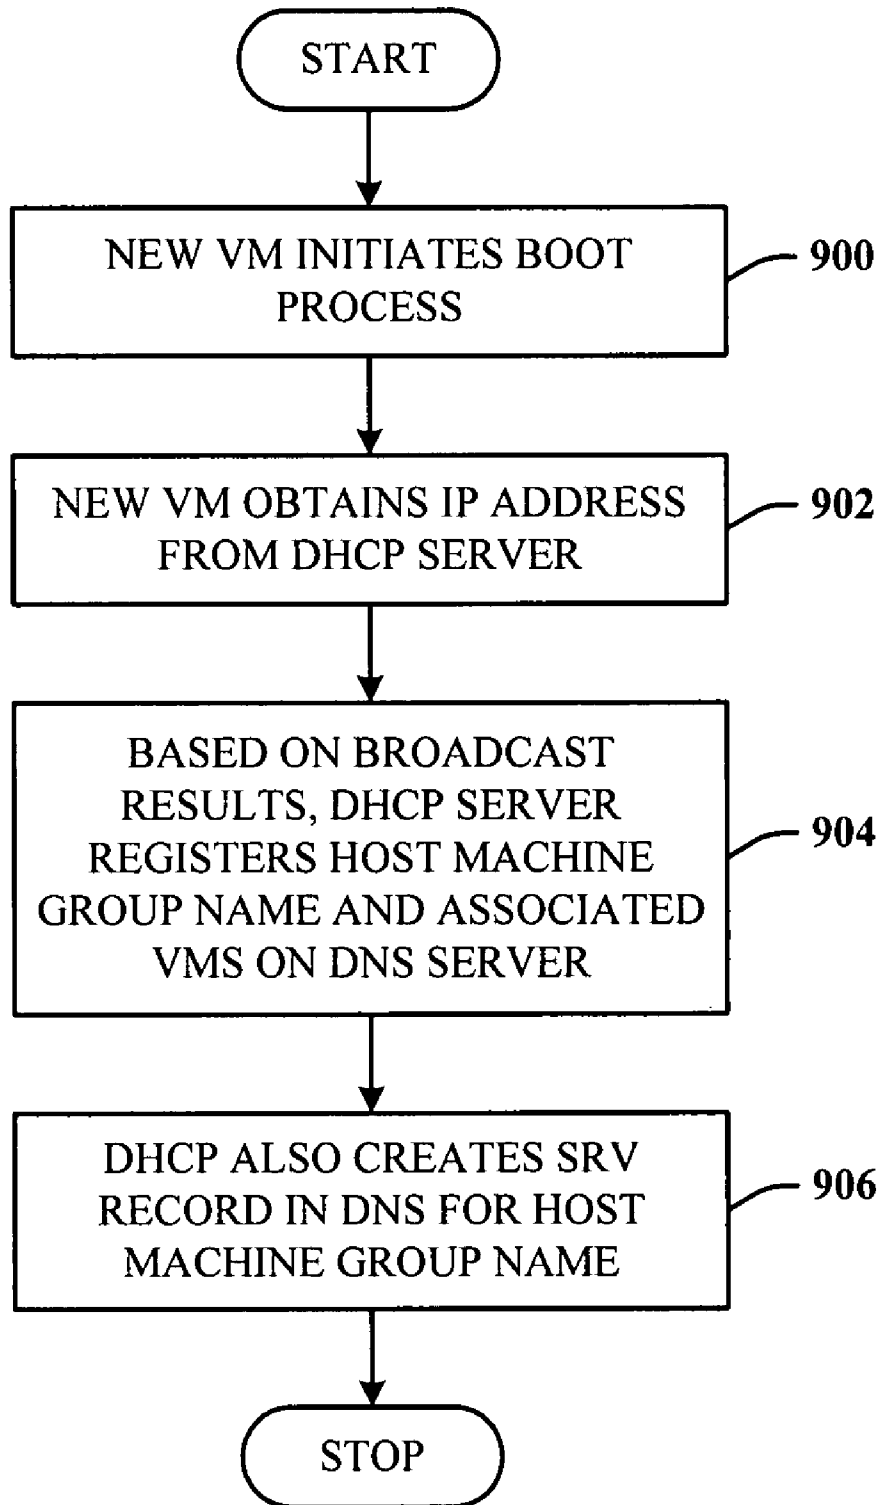 START
NEW VM INITIATES BOOT
PROCESS
900
NEW VM OBTAINS IP ADDRESS
FROM DHCP SERVER
902
BASED ON BROADCAST
RESULTS, DHCP SERVER
REGISTERS HOST MACHINE
GROUP NAME AND ASSOCIATED
VMS ON DNS SERVER
904
DHCP ALSO CREATES SRV
RECORD IN DNS FOR HOST
MACHINE GROUP NAME
906
STOP